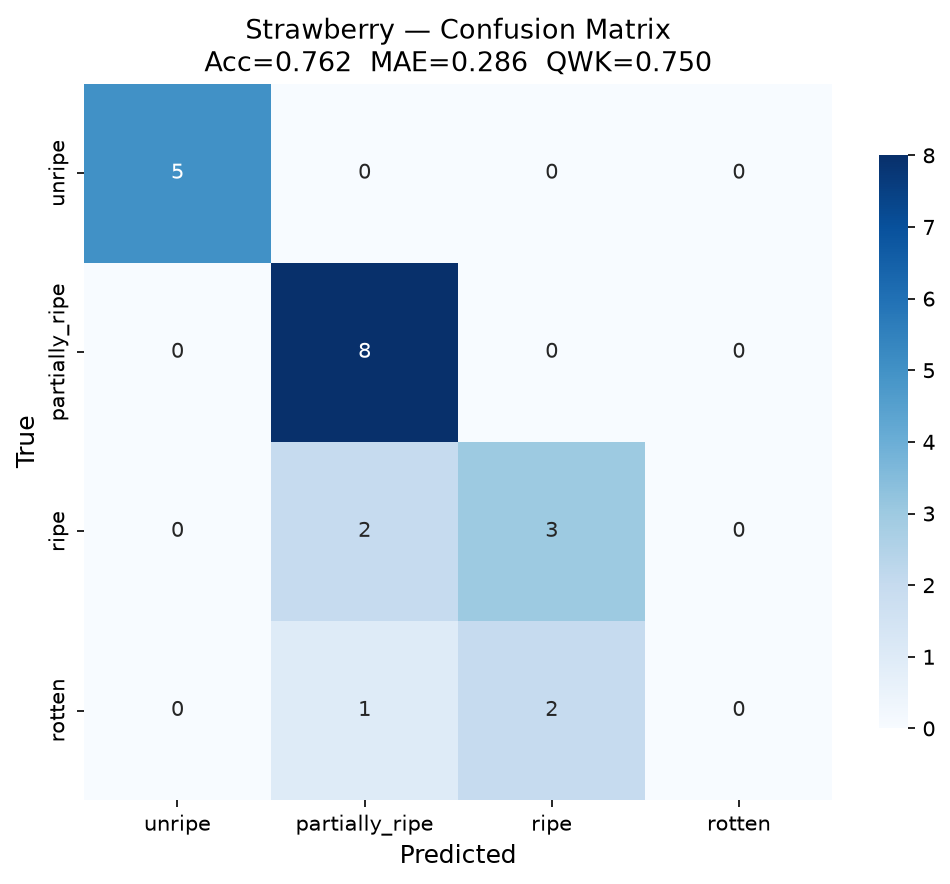 Strawberry — Confusion Matrix
Acc=0.762  MAE=0.286  QWK=0.750
True
unripe
5
0
0
0
partially_ripe
0
8
0
0
ripe
0
2
3
0
rotten
0
1
2
0
unripe
partially_ripe
ripe
rotten
Predicted
8
7
6
5
4
3
2
1
0